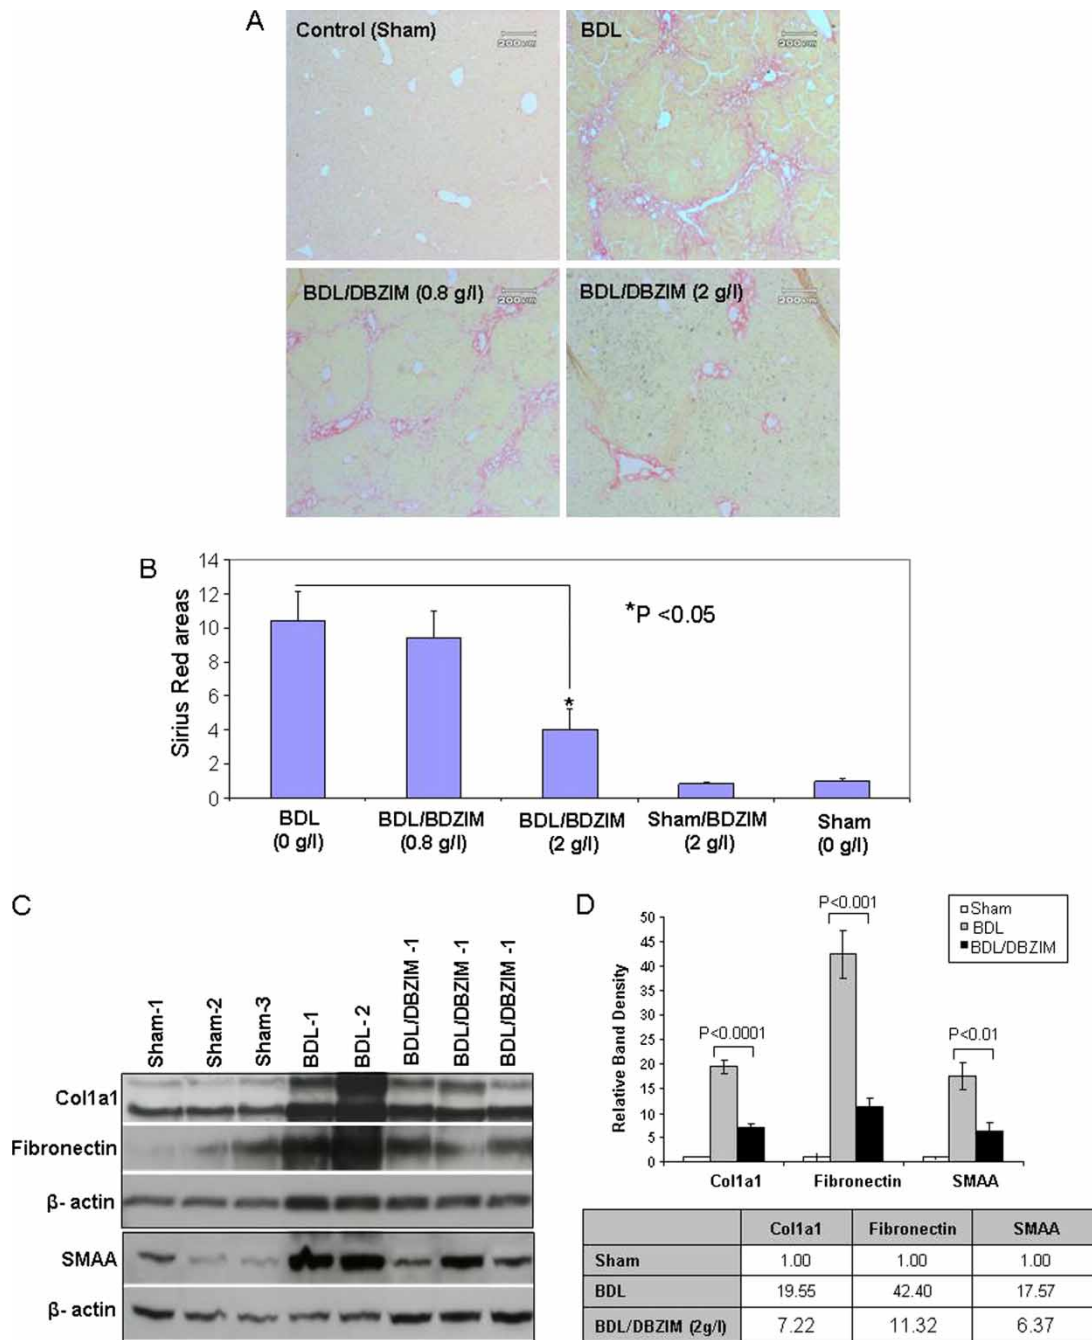 A
Control (Sham)
200um
BDL
200um
BDL/DBZIM (0.8 g/l)
200um
BDL/DBZIM (2 g/l)
200um
B
Sirius Red areas
14
12
10
8
6
4
2
0
*P <0.05
*
BDL
(0 g/l)
BDL/BDZIM
(0.8 g/l)
BDL/BDZIM
(2 g/l)
Sham/BDZIM
(2 g/l)
Sham
(0 g/l)
C
Sham-1
Sham-2
Sham-3
BDL-1
BDL- 2
BDL/DBZIM -1
BDL/DBZIM -1
BDL/DBZIM -1
Col1a1
Fibronectin
β- actin
SMAA
β- actin
D
Relative Band Density
50
45
40
35
30
25
20
15
10
5
0
P<0.0001
P<0.001
P<0.01
Sham
BDL
BDL/DBZIM
Col1a1 Fibronectin SMAA
Col1a1 Fibronectin SMAA
Sham 1.00 1.00 1.00
BDL 19.55 42.40 17.57
BDL/DBZIM (2g/l) 7.22 11.32 6.37